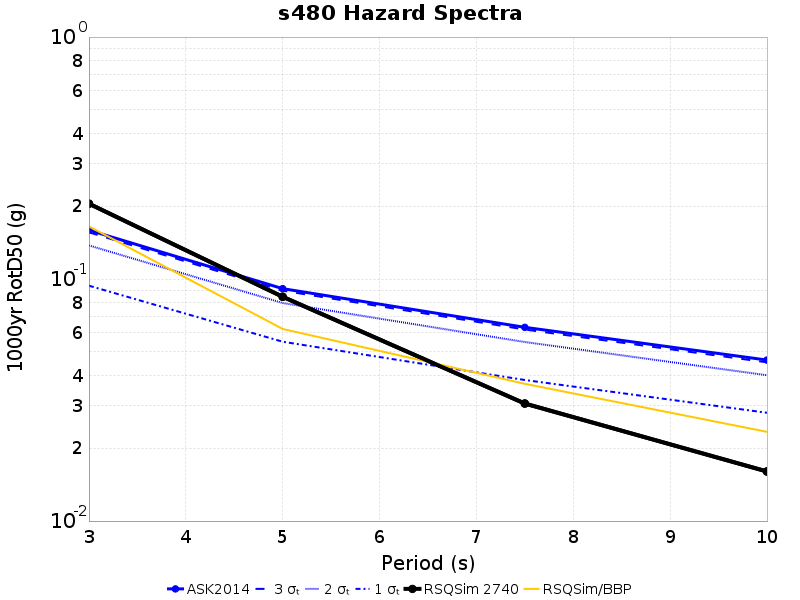 s480 Hazard Spectra
10^0
8
6
4
3
2
10^-1
8
6
4
3
2
10^-2
1000yr RotD50 (g)
3 4 5 6 7 8 9 10
Period (s)
ASK2014 3 σₜ 2 σₜ 1 σₜ RSQSim 2740 RSQSim/BBP